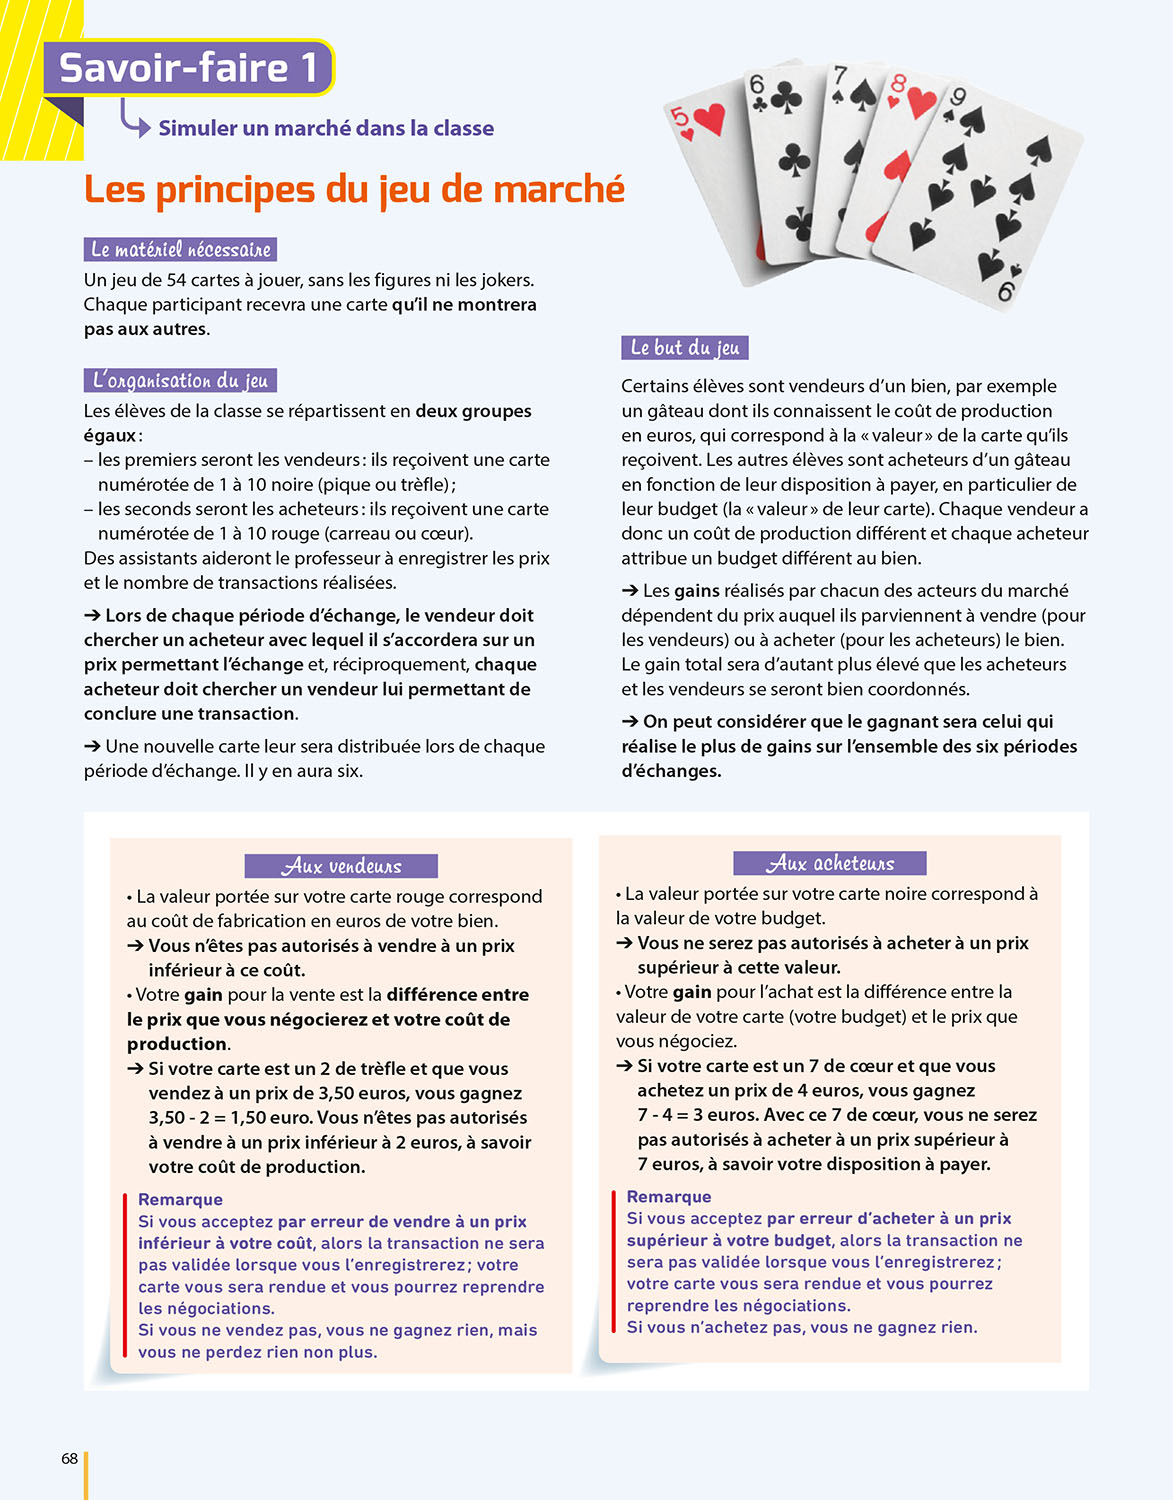 Savoir-faire 1
Simuler un marché dans la classe
Les principes du jeu de marché
5
6
7
8
9
9
Le matériel nécessaire
Un jeu de 54 cartes à jouer, sans les figures ni les jokers.
Chaque participant recevra une carte qu’il ne montrera
pas aux autres.
L’organisation du jeu
Les élèves de la classe se répartissent en deux groupes
égaux :
– les premiers seront les vendeurs : ils reçoivent une carte
numérotée de 1 à 10 noire (pique ou trèfle) ;
– les seconds seront les acheteurs : ils reçoivent une carte
numérotée de 1 à 10 rouge (carreau ou cœur).
Des assistants aideront le professeur à enregistrer les prix
et le nombre de transactions réalisées.
➔ Lors de chaque période d’échange, le vendeur doit
chercher un acheteur avec lequel il s’accordera sur un
prix permettant l’échange et, réciproquement, chaque
acheteur doit chercher un vendeur lui permettant de
conclure une transaction.
➔ Une nouvelle carte leur sera distribuée lors de chaque
période d’échange. Il y en aura six.
Le but du jeu
Certains élèves sont vendeurs d’un bien, par exemple
un gâteau dont ils connaissent le coût de production
en euros, qui correspond à la « valeur » de la carte qu’ils
reçoivent. Les autres élèves sont acheteurs d’un gâteau
en fonction de leur disposition à payer, en particulier de
leur budget (la « valeur » de leur carte). Chaque vendeur a
donc un coût de production différent et chaque acheteur
attribue un budget différent au bien.
➔ Les gains réalisés par chacun des acteurs du marché
dépendent du prix auquel ils parviennent à vendre (pour
les vendeurs) ou à acheter (pour les acheteurs) le bien.
Le gain total sera d’autant plus élevé que les acheteurs
et les vendeurs se seront bien coordonnés.
➔ On peut considérer que le gagnant sera celui qui
réalise le plus de gains sur l’ensemble des six périodes
d’échanges.
Aux vendeurs
• La valeur portée sur votre carte rouge correspond
au coût de fabrication en euros de votre bien.
➔ Vous n’êtes pas autorisés à vendre à un prix
inférieur à ce coût.
• Votre gain pour la vente est la différence entre
le prix que vous négocierez et votre coût de
production.
➔ Si votre carte est un 2 de trèfle et que vous
vendez à un prix de 3,50 euros, vous gagnez
3,50 - 2 = 1,50 euro. Vous n’êtes pas autorisés
à vendre à un prix inférieur à 2 euros, à savoir
votre coût de production.
Remarque
Si vous acceptez par erreur de vendre à un prix
inférieur à votre coût, alors la transaction ne sera
pas validée lorsque vous l’enregistrerez ; votre
carte vous sera rendue et vous pourrez reprendre
les négociations.
Si vous ne vendez pas, vous ne gagnez rien, mais
vous ne perdez rien non plus.
Aux acheteurs
• La valeur portée sur votre carte noire correspond à
la valeur de votre budget.
➔ Vous ne serez pas autorisés à acheter à un prix
supérieur à cette valeur.
• Votre gain pour l’achat est la différence entre la
valeur de votre carte (votre budget) et le prix que
vous négociez.
➔ Si votre carte est un 7 de cœur et que vous
achetez un prix de 4 euros, vous gagnez
7 - 4 = 3 euros. Avec ce 7 de cœur, vous ne serez
pas autorisés à acheter à un prix supérieur à
7 euros, à savoir votre disposition à payer.
Remarque
Si vous acceptez par erreur d’acheter à un prix
supérieur à votre budget, alors la transaction ne
sera pas validée lorsque vous l’enregistrerez ;
votre carte vous sera rendue et vous pourrez
reprendre les négociations.
Si vous n’achetez pas, vous ne gagnez rien.
68